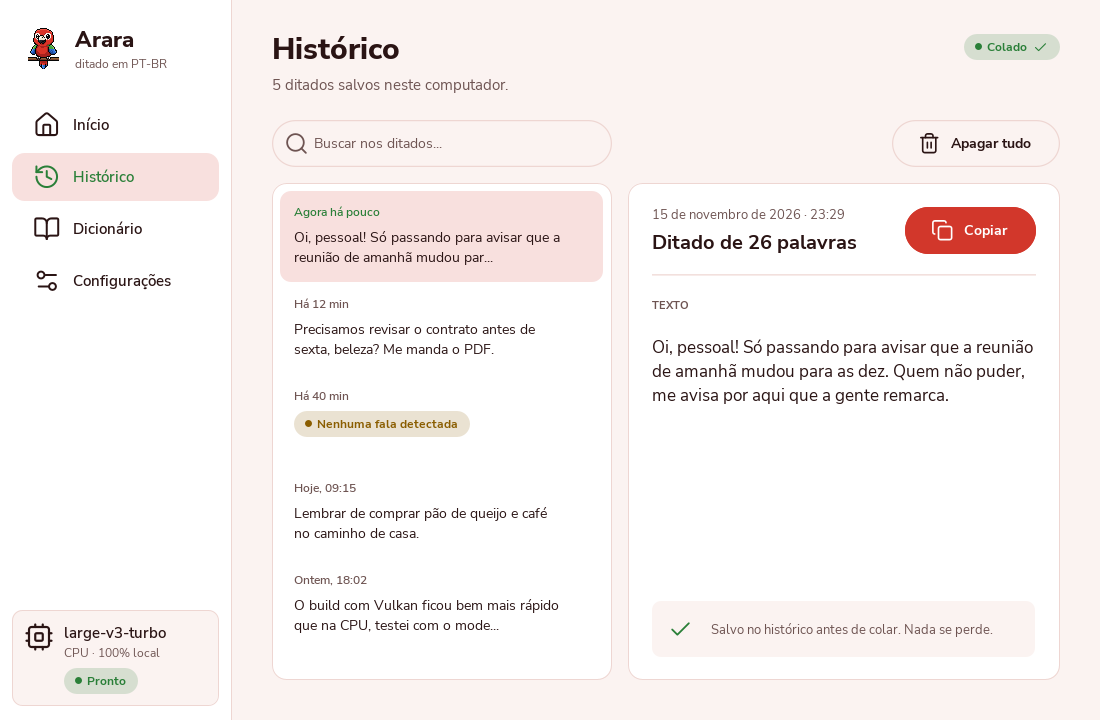 Arara
ditado em PT-BR
Início
Histórico
Dicionário
Configurações
large-v3-turbo
CPU · 100% local
Pronto
Histórico
5 ditados salvos neste computador.
Colado
Buscar nos ditados...
Apagar tudo
Agora há pouco
Oi, pessoal! Só passando para avisar que a
reunião de amanhã mudou par...
Há 12 min
Precisamos revisar o contrato antes de
sexta, beleza? Me manda o PDF.
Há 40 min
Nenhuma fala detectada
Hoje, 09:15
Lembrar de comprar pão de queijo e café
no caminho de casa.
Ontem, 18:02
O build com Vulkan ficou bem mais rápido
que na CPU, testei com o mode...
15 de novembro de 2026 · 23:29
Ditado de 26 palavras
Copiar
TEXTO
Oi, pessoal! Só passando para avisar que a reunião
de amanhã mudou para as dez. Quem não puder,
me avisa por aqui que a gente remarca.
Salvo no histórico antes de colar. Nada se perde.